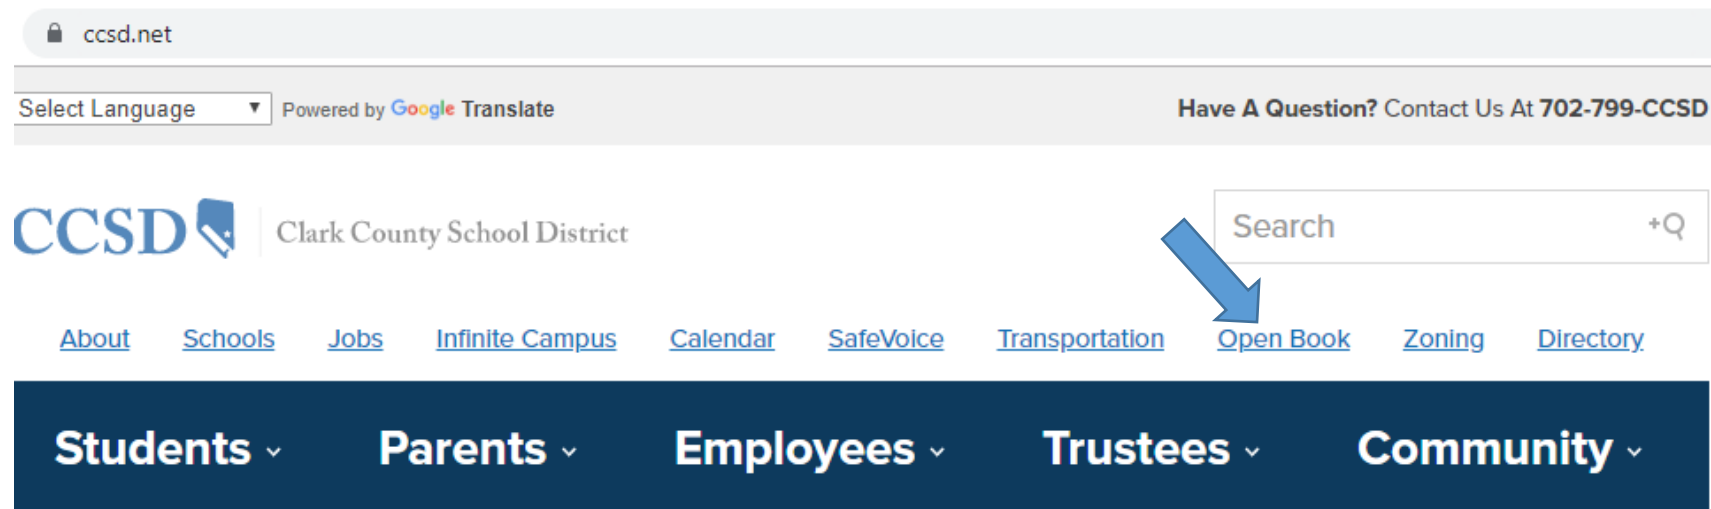 ccsd.net
Select Language Powered by Google Translate Have A Question? Contact Us At 702-799-CCSD
CCSD Clark County School District Search
About Schools Jobs Infinite Campus Calendar SafeVoice Transportation Open Book Zoning Directory
Students Parents Employees Trustees Community